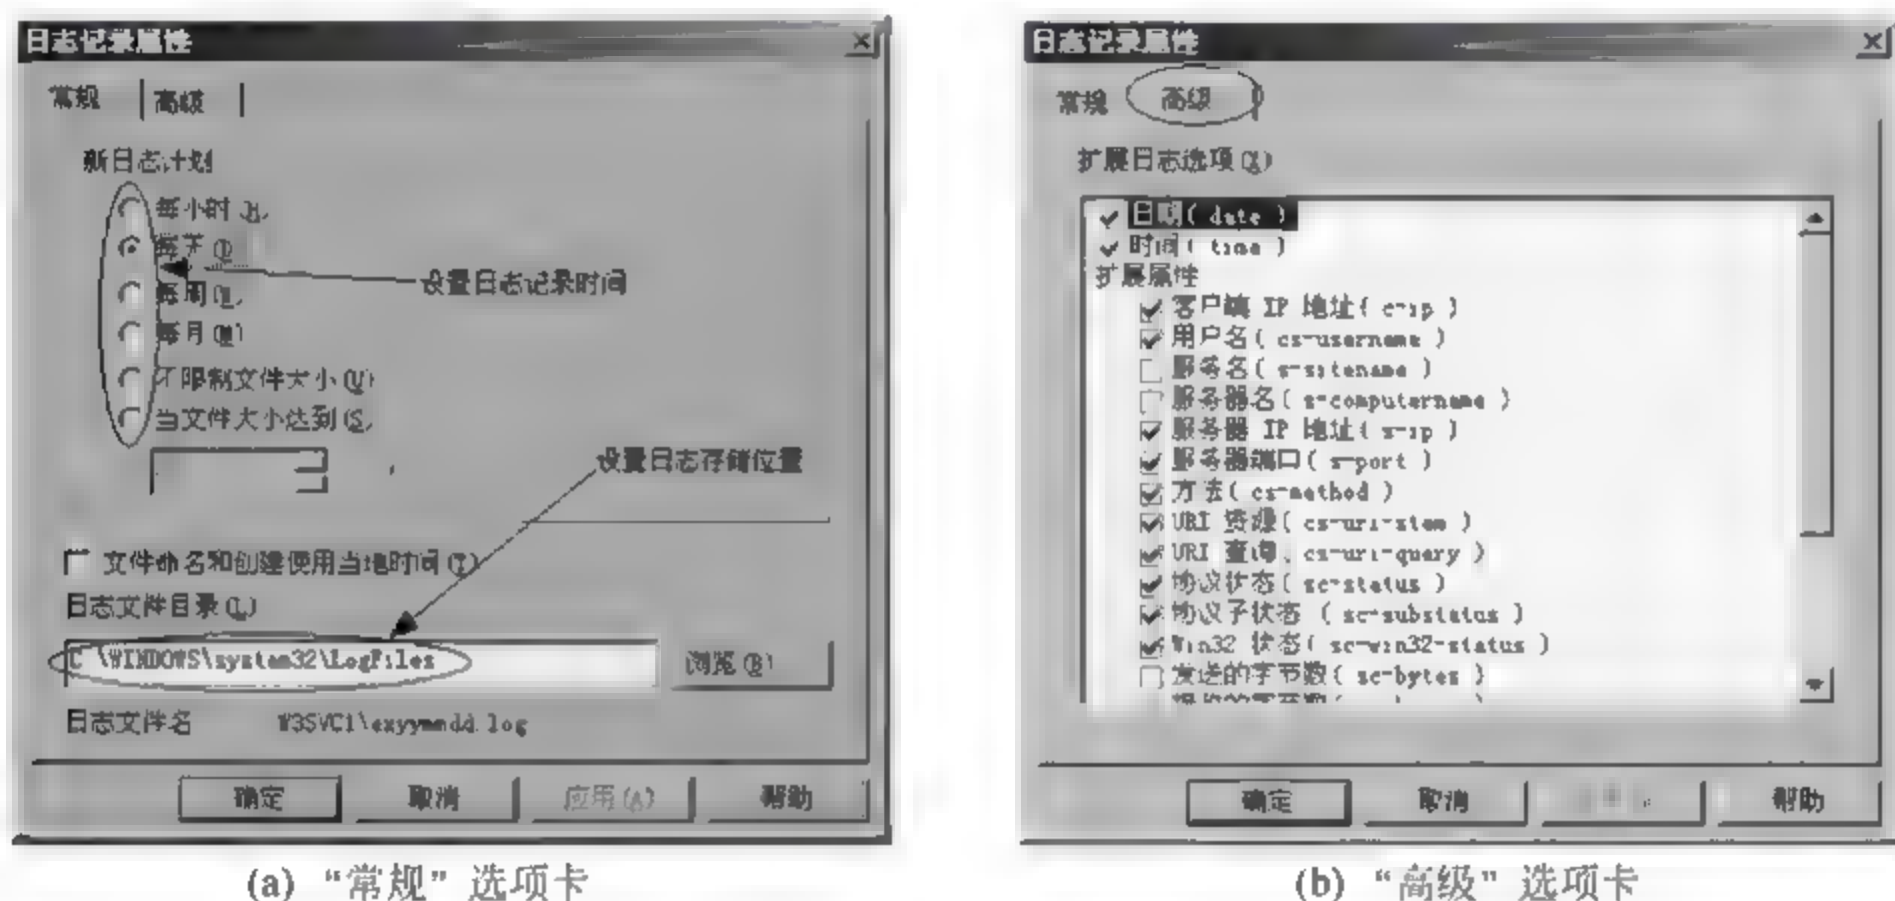 日志记录属性
常规
高级
新日志计划
每小时(H)
每天(D)
每周(W)
每月(M)
不限制文件大小(U)
当文件大小达到(S)
设置日志记录时间
设置日志存储位置
文件命名和创建使用当地时间(T)
日志文件目录(L)
C:\WINDOWS\system32\LogFiles
浏览(B)
日志文件名
W3SVC1\exyymmdd.log
确定
取消
应用(A)
帮助
(a) “常规”选项卡
日志记录属性
常规
高级
扩展日志选项(X)
日期( date )
时间( time )
扩展属性
客户端 IP 地址( c-ip )
用户名( cs-username )
服务名( s-sitename )
服务器名( s-computername )
服务器 IP 地址( s-ip )
服务器端口( s-port )
方法( cs-method )
URI 资源( cs-uri-stem )
URI 查询( cs-uri-query )
协议状态( sc-status )
协议子状态 ( sc-substatus )
Win32 状态( sc-win32-status )
发送的字节数( sc-bytes )
确定
取消
帮助
(b) “高级”选项卡